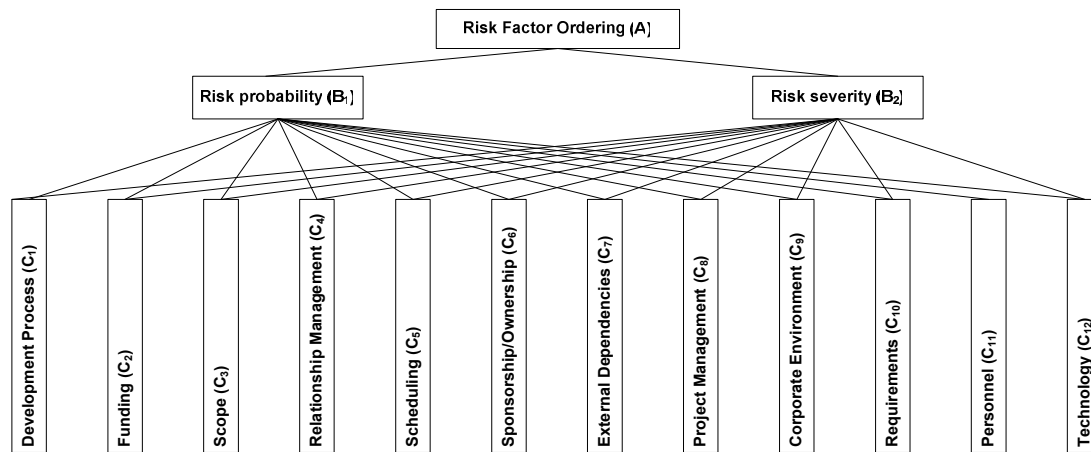 Risk Factor Ordering (A)
Risk probability (B₁)
Risk severity (B₂)
Development Process (C₁)
Funding (C₂)
Scope (C₃)
Relationship Management (C₄)
Scheduling (C₅)
Sponsorship/Ownership (C₆)
External Dependencies (C₇)
Project Management (C₈)
Corporate Environment (C₉)
Requirements (C₁₀)
Personnel (C₁₁)
Technology (C₁₂)